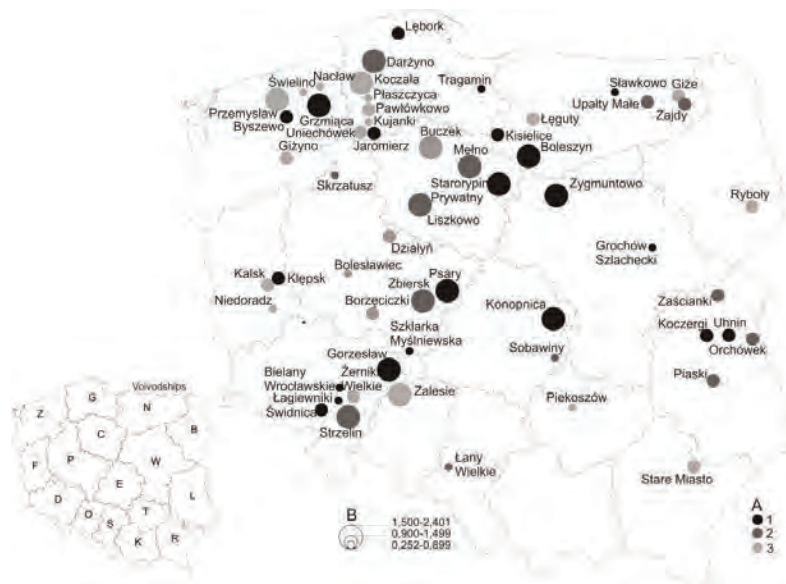 Lębork
Darżyno
Nacław
Koczała
Świelino
Płaszczyca
Tragamin
Sławkowo
Giże
Przemysław
Pawłówkowo
Upałty Małe
Byszewo
Grzmiąca
Kujanki
Zajdy
Uniechówek
Łęguty
Buczek
Kisielice
Giżyno
Jaromierz
Mełno
Boleszyn
Skrzatusz
Starorypin
Prywatny
Zygmuntowo
Ryboły
Liszkowo
Działyń
Grochów
Szlachecki
Bolesławiec
Psary
Kalsk
Klępsk
Zbiersk
Zaścianki
Niedoradz
Borzęciczki
Konopnica
Koczergi
Uhnin
Szklarka
Myśniewska
Sobawiny
Orchówek
Gorzesław
Bielany
Żerniki
Wrocławskie
Wielkie
Zalesie
Piaski
Łagiewniki
Piekoszów
Świdnica
Strzelin
Łany
Wielkie
Stare Miasto
Voivodships
G
Z
N
C
B
F
P
W
E
D
L
O
S
T
K
R
B
1,500-2,401
0,900-1,499
0,252-0,899
A
1
2
3